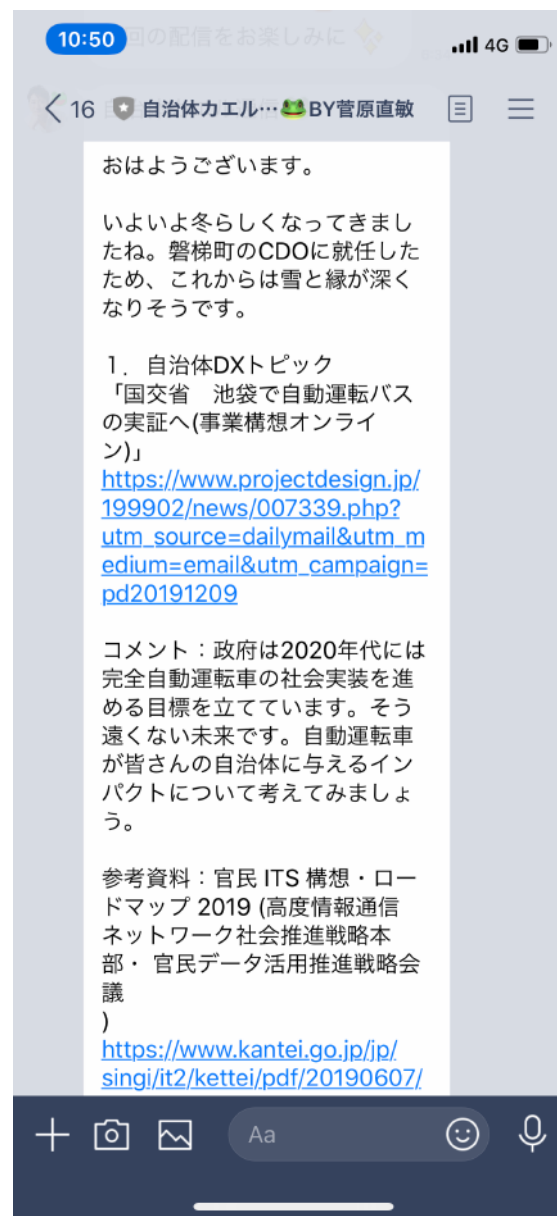 10:50
回の配信をお楽しみに
4G
16 自治体カエル…🐸BY菅原直敏
おはようございます。
いよいよ冬らしくなってきまし
たね。磐梯町のCDOに就任した
ため、これからは雪と縁が深く
なりそうです。
１．自治体DXトピック
「国交省　池袋で自動運転バス
の実証へ(事業構想オンライ
ン)」
https://www.projectdesign.jp/
199902/news/007339.php?
utm_source=dailymail&utm_m
edium=email&utm_campaign=
pd20191209
コメント：政府は2020年代には
完全自動運転車の社会実装を進
める目標を立てています。そう
遠くない未来です。自動運転車
が皆さんの自治体に与えるイン
パクトについて考えてみましょ
う。
参考資料：官民 ITS 構想・ロー
ドマップ 2019 (高度情報通信
ネットワーク社会推進戦略本
部・ 官民データ活用推進戦略会
議
)
https://www.kantei.go.jp/jp/
singi/it2/kettei/pdf/20190607/
Aa